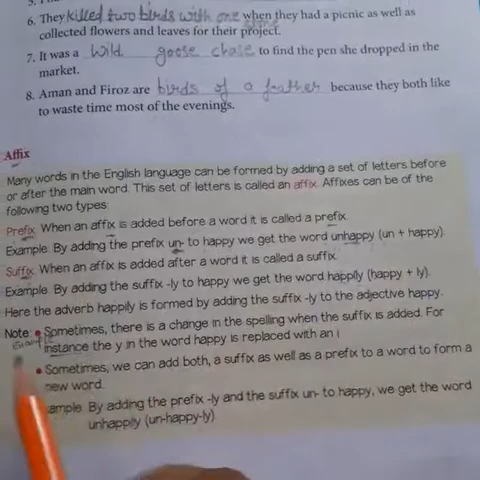 6. They killed two birds with one when they had a picnic as well as
stone
collected flowers and leaves for their project.
7. It was a wild goose chase to find the pen she dropped in the
market.
8. Aman and Firoz are birds of a feather because they both like
to waste time most of the evenings.
Affix
Many words in the English language can be formed by adding a set of letters before
or after the main word. This set of letters is called an affix. Affixes can be of the
following two types:
Prefix: When an affix is added before a word it is called a prefix.
Example: By adding the prefix un- to happy we get the word unhappy (un + happy).
Suffix: When an affix is added after a word it is called a suffix.
Example: By adding the suffix -ly to happy we get the word happily (happy + ly).
Here the adverb happily is formed by adding the suffix -ly to the adjective happy.
Note: • Sometimes, there is a change in the spelling when the suffix is added. For
instance the y in the word happy is replaced with an i
• Sometimes, we can add both, a suffix as well as a prefix to a word to form a
new word.
ample: By adding the prefix -ly and the suffix un- to happy, we get the word
unhappily (un-happy-ly).